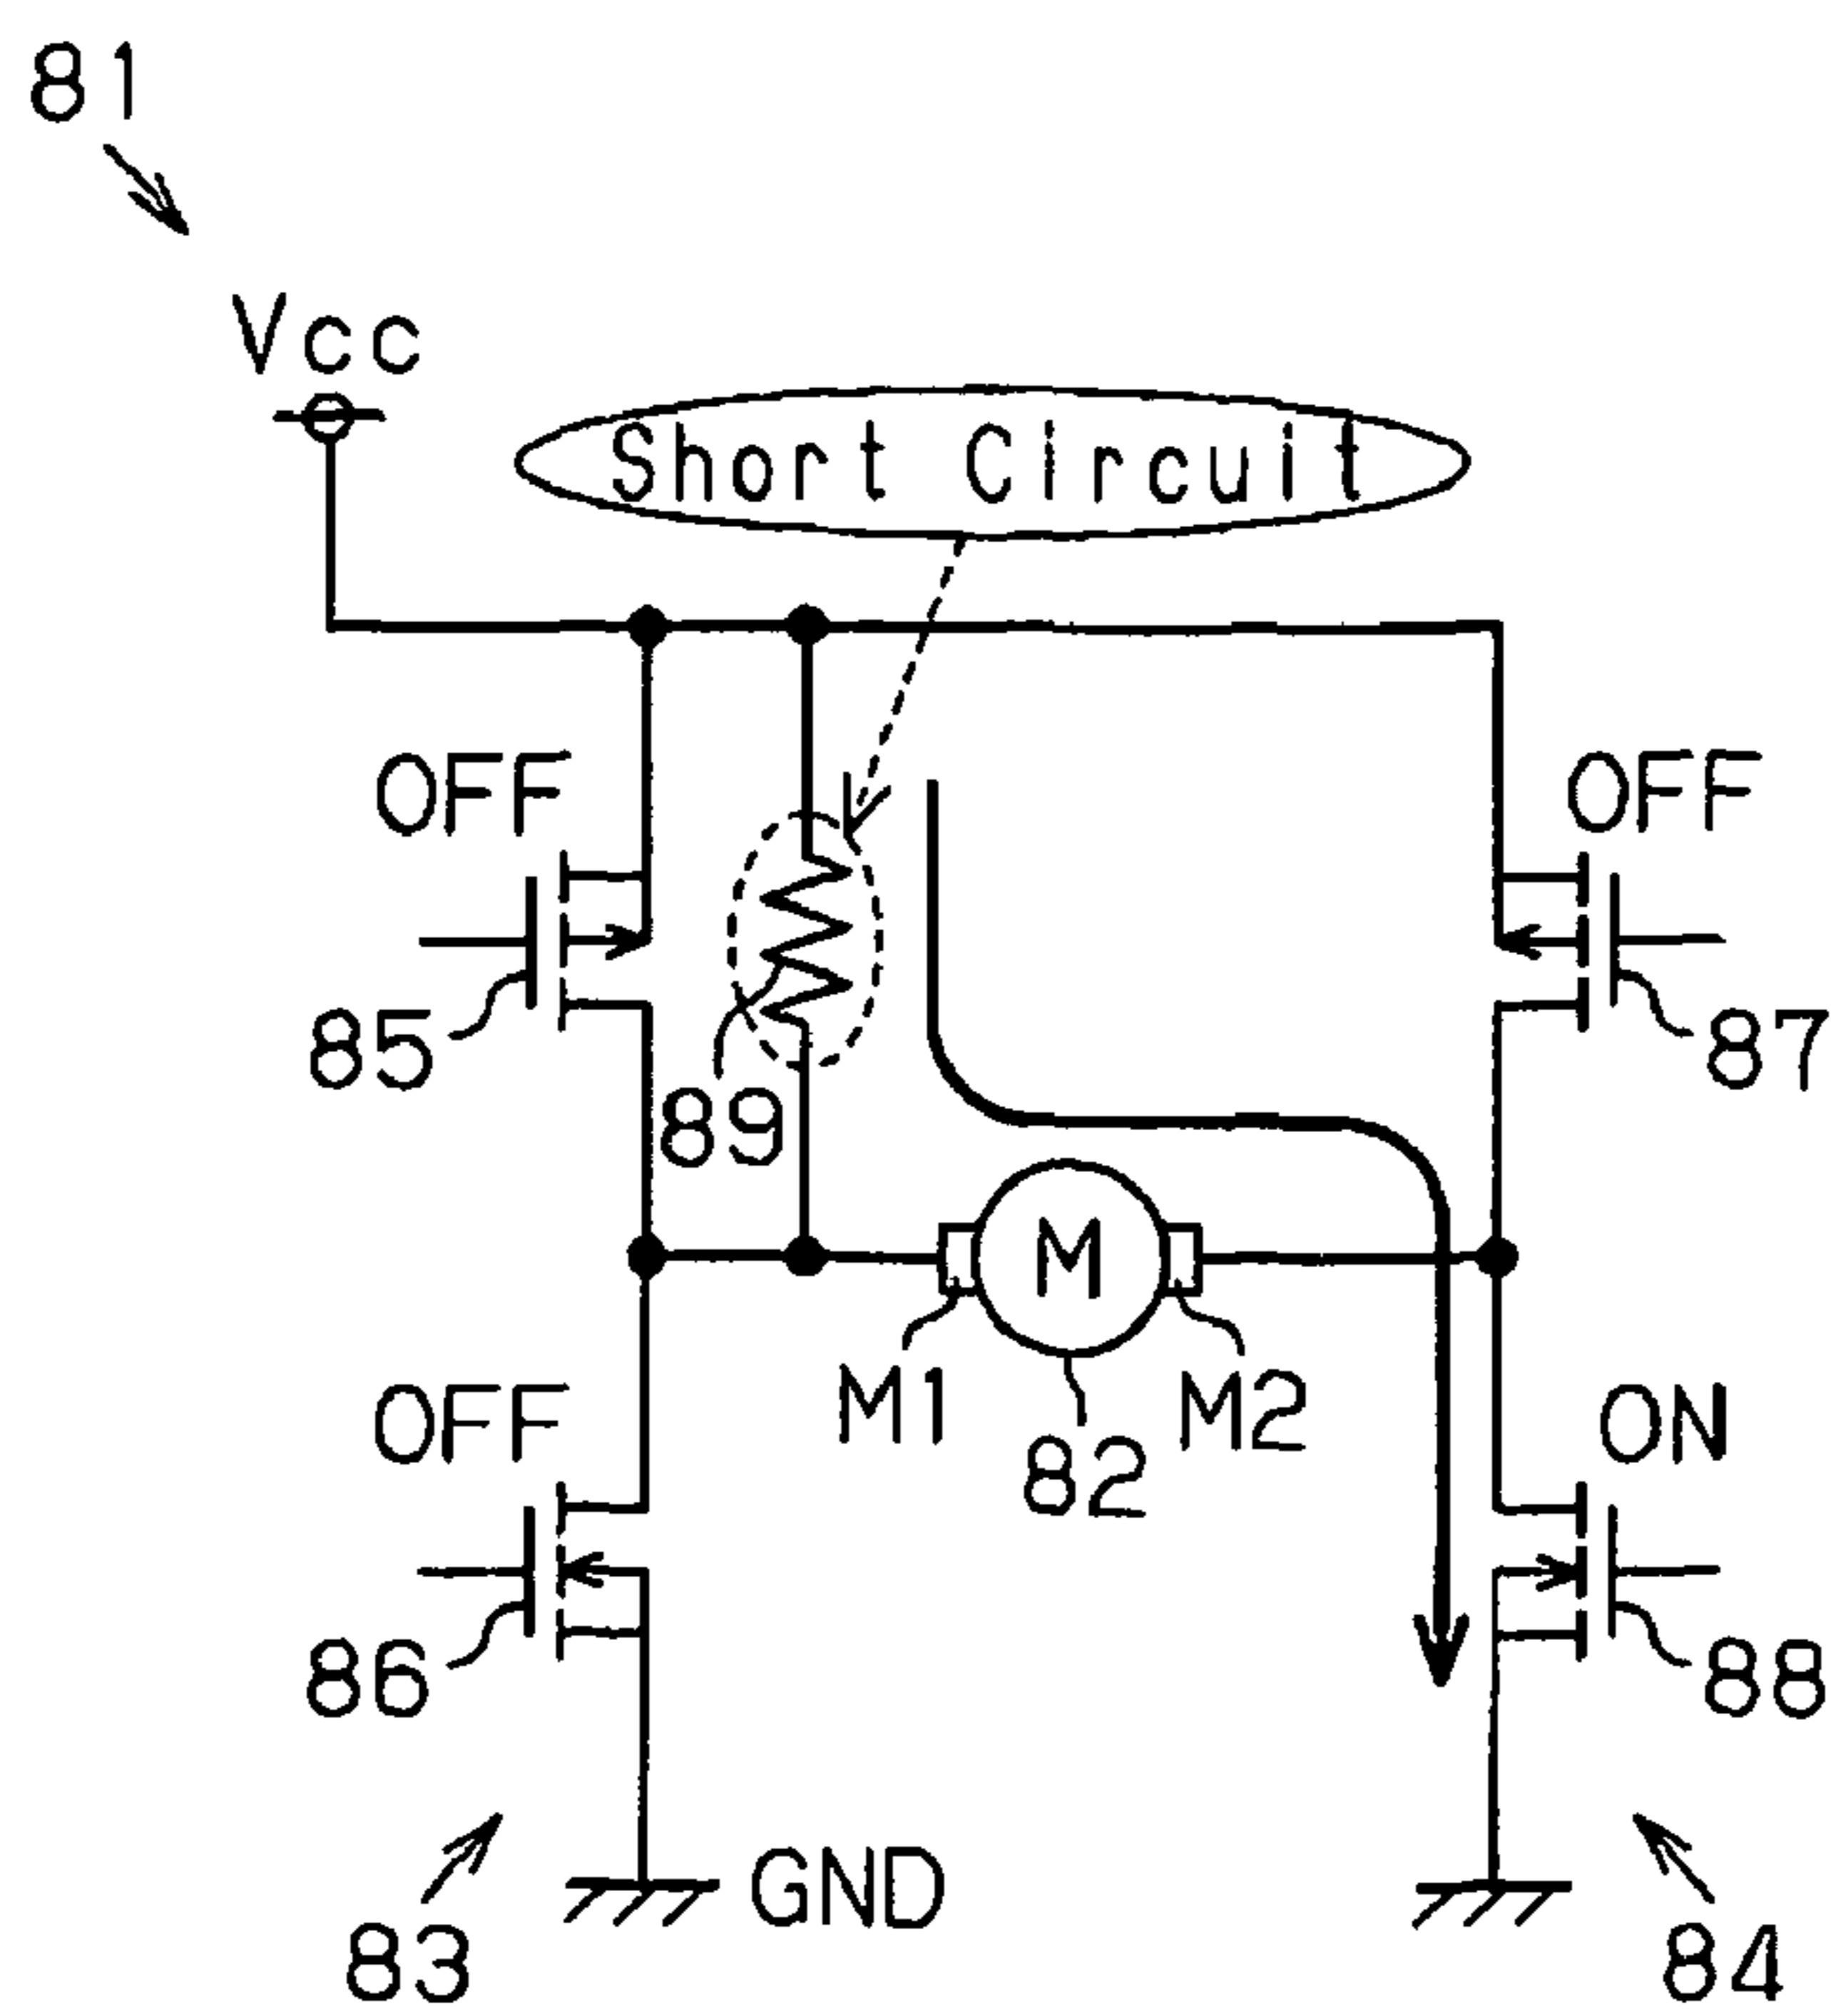 81
Vcc
Short Circuit
OFF
OFF
85
87
89
M
M1
M2
82
OFF
ON
86
88
GND
83
84